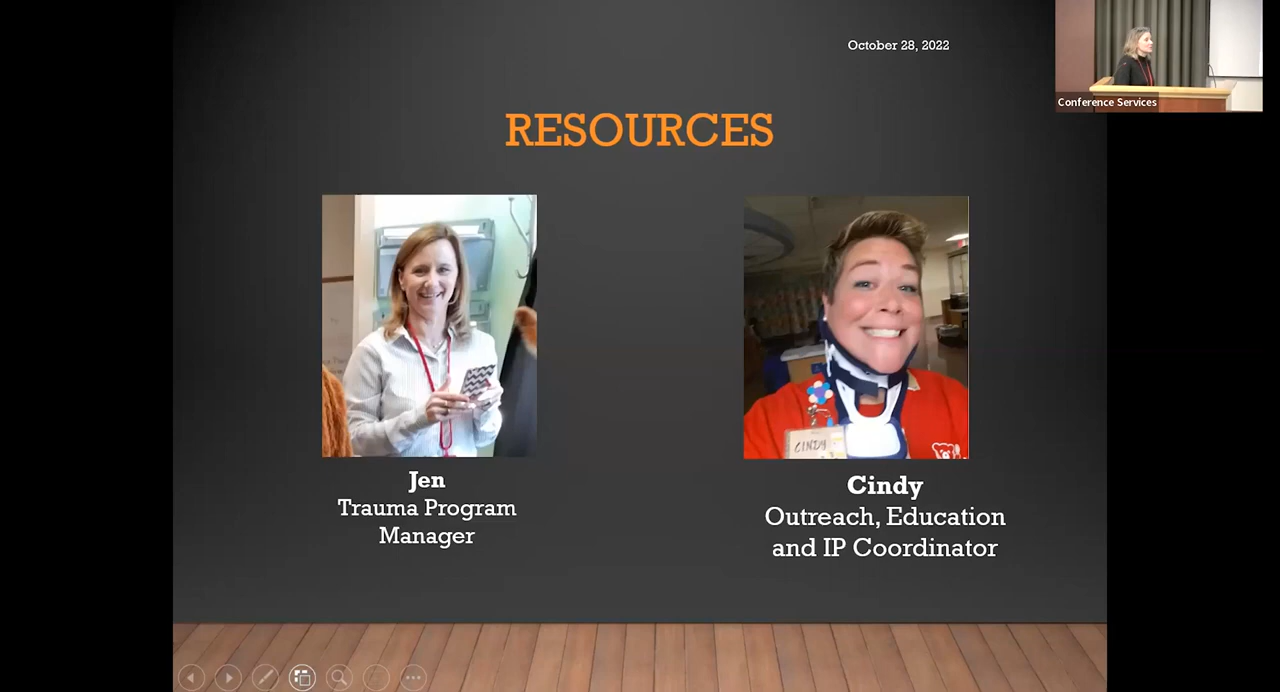 October 28, 2022
Conference Services
RESOURCES
CINDY
Jen
Trauma Program
Manager
Cindy
Outreach, Education
and IP Coordinator